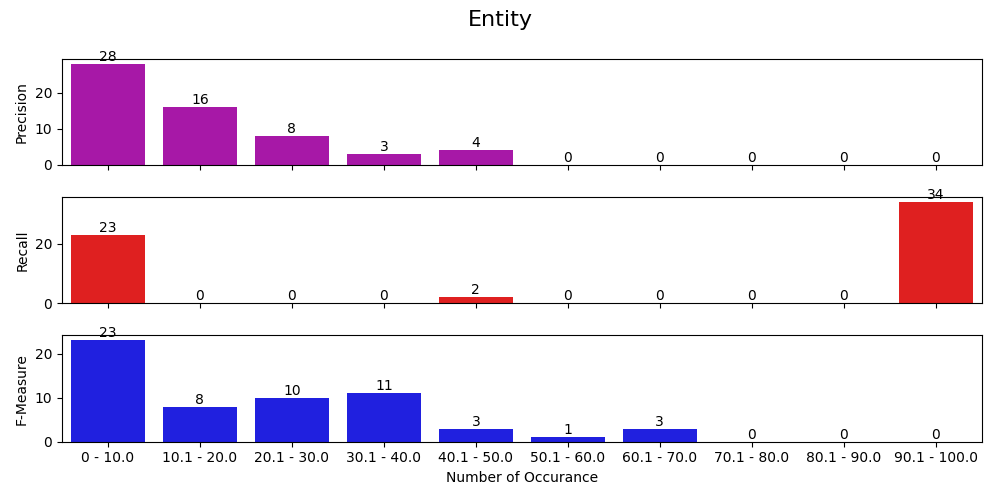 Entity
Precision
20
10
0
28
16
8
3
4
0
0
0
0
0
Recall
20
0
23
0
0
0
2
0
0
0
0
34
F-Measure
20
10
0
23
8
10
11
3
1
3
0
0
0
0 - 10.0
10.1 - 20.0
20.1 - 30.0
30.1 - 40.0
40.1 - 50.0
50.1 - 60.0
60.1 - 70.0
70.1 - 80.0
80.1 - 90.0
90.1 - 100.0
Number of Occurance